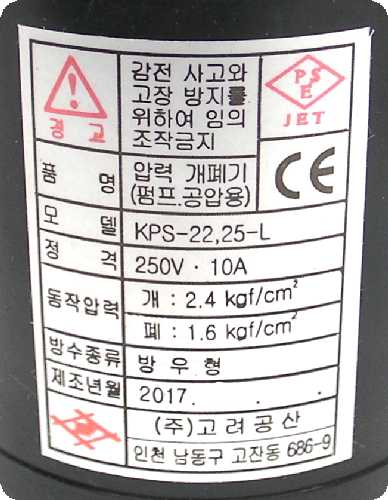 경고
감전 사고와
고장 방지를
위하여 임의
조작금지
PSE
JET
품명
압력 개폐기
(펌프.공압용)
CE
모델
KPS-22,25-L
정격
250V · 10A
동작압력
개 : 2.4 kgf/cm²
폐 : 1.6 kgf/cm²
방수종류
방우형
제조년월
2017. . .
(주)고려공산
인천 남동구 고잔동 686-9